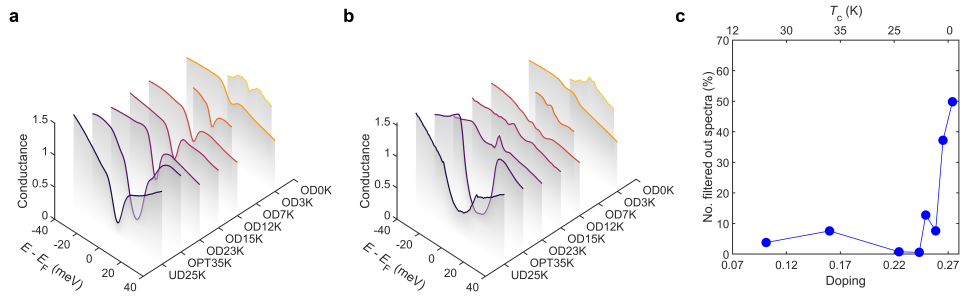 a
Conductance
1.5
1
0.5
0
-40
-20
0
20
40
E - E_F (meV)
UD25K
OPT35K
OD23K
OD15K
OD12K
OD7K
OD3K
OD0K
b
Conductance
1.5
1
0.5
0
-40
-20
0
20
40
E - E_F (meV)
UD25K
OPT35K
OD23K
OD15K
OD12K
OD7K
OD3K
OD0K
c
T_c (K)
12 30 35 25 0
No. filtered out spectra (%)
70
60
50
40
30
20
10
0
0.07 0.12 0.17 0.22 0.27
Doping